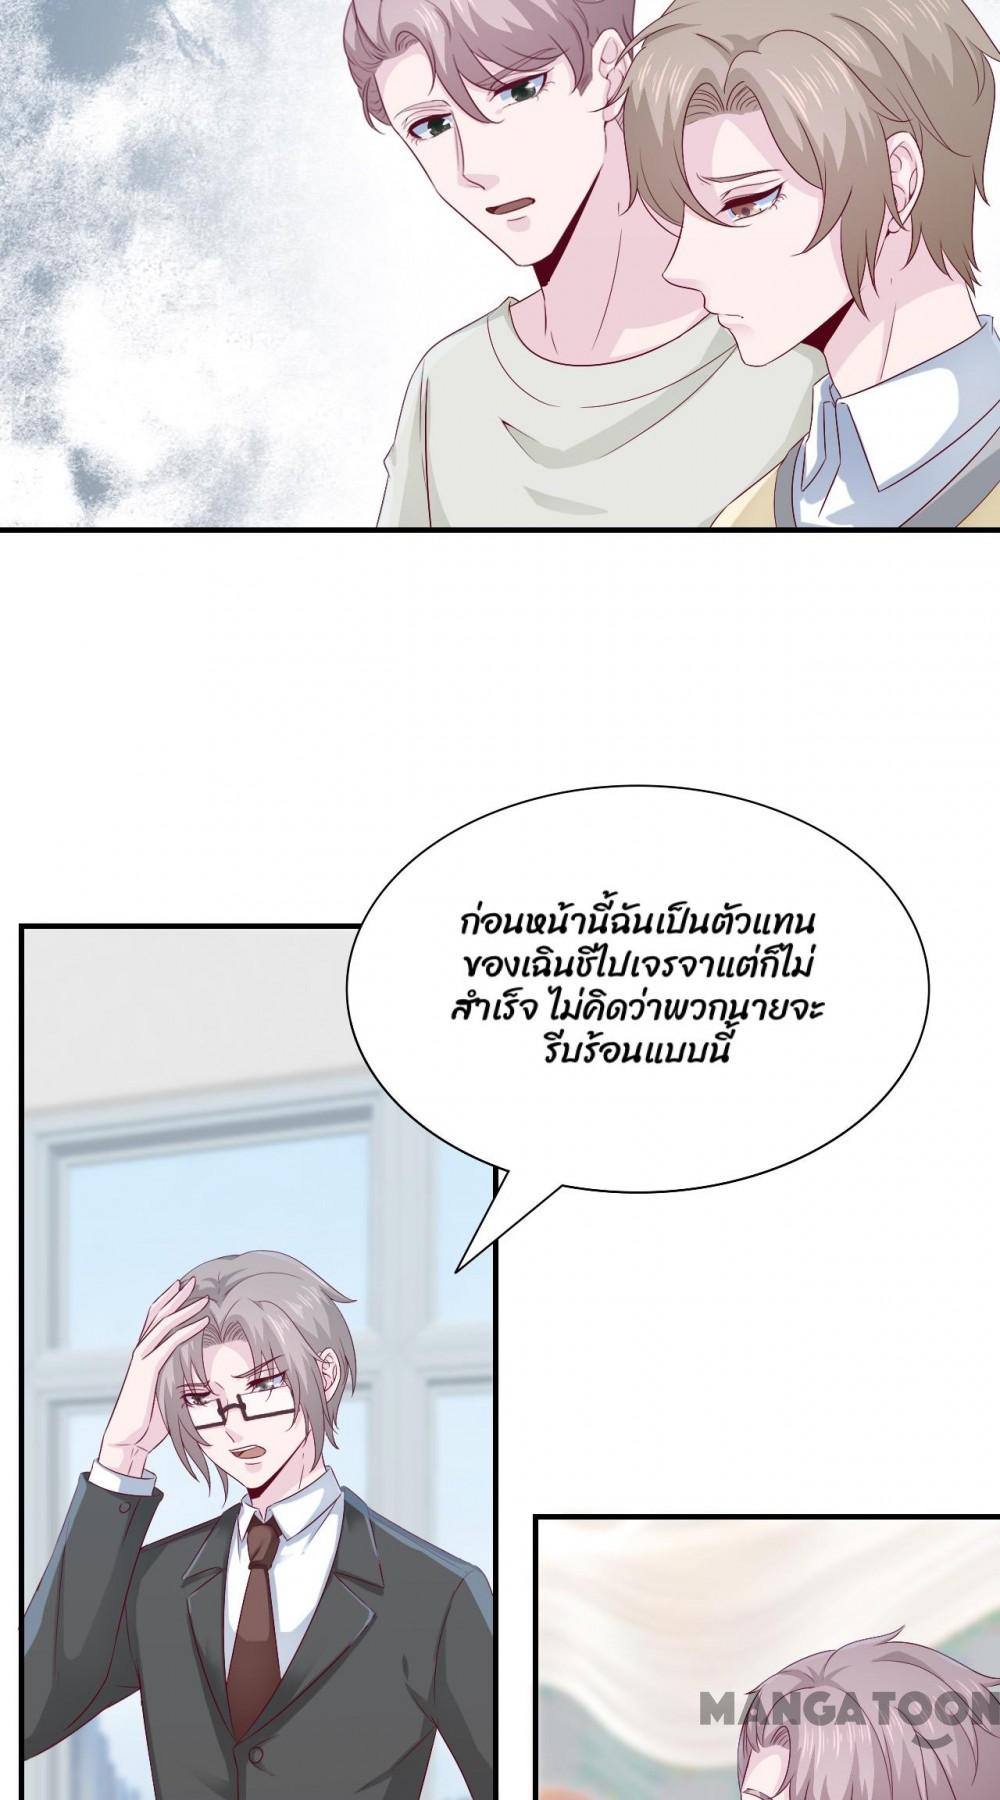 ก่อนหน้านี้ฉันเป็นตัวแทน
ของเฉินชีไปเจรจาแต่ก็ไม่
สำเร็จ ไม่คิดว่าพวกนายจะ
รีบร้อนแบบนี้
MANGATOON